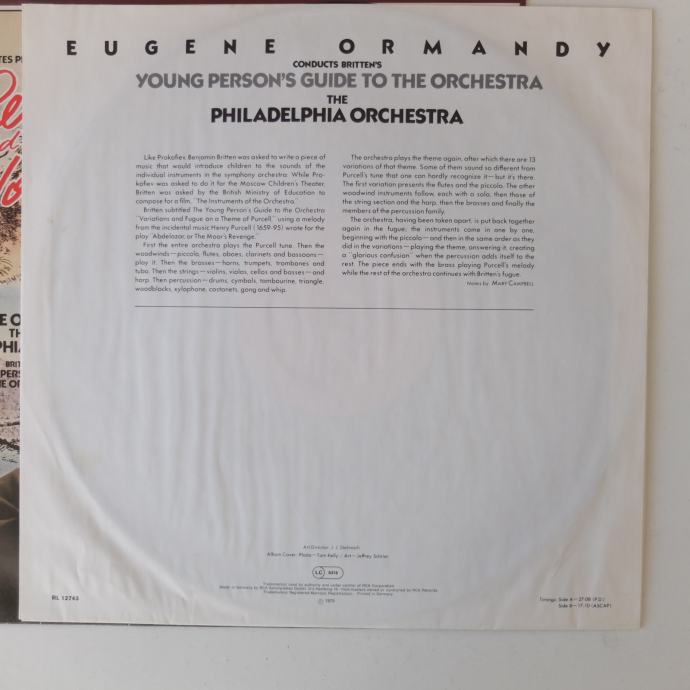 EUGENE ORMANDY
CONDUCTS BRITTEN'S
YOUNG PERSON'S GUIDE TO THE ORCHESTRA
THE
PHILADELPHIA ORCHESTRA
Like Prokofiev, Benjamin Britten was asked to write a piece of
music that would introduce children to the sounds of the
individual instruments in the symphony orchestra. While Pro-
kofiev was asked to do it for the Moscow Children's Theater,
Britten was asked by the British Ministry of Education to
compose for a film, "The Instruments of the Orchestra."
Britten subtitled The Young Person's Guide to the Orchestra
"Variations and Fugue on a Theme of Purcell," using a melody
from the incidental music Henry Purcell (1659-95) wrote for the
play "Abdelazar, or The Moor's Revenge."
First the entire orchestra plays the Purcell tune. Then the
woodwinds—piccolo, flutes, oboes, clarinets and bassoons—
play it. Then the brasses—horns, trumpets, trombones and
tuba. Then the strings—violins, violas, cellos and basses—and
harp. Then percussion—drums, cymbals, tambourine, triangle,
woodblocks, xylophone, castanets, gong and whip.
The orchestra plays the theme again, after which there are 13
variations of that theme. Some of them sound so different from
Purcell's tune that one can hardly recognize it—but it's there.
The first variation presents the flutes and the piccolo. The other
woodwind instruments follow, each with a solo, then those of
the string section and the harp, then the brasses and finally the
members of the percussion family.
The orchestra, having been taken apart, is put back together
again in the fugue; the instruments come in one by one,
beginning with the piccolo—and then in the same order as they
did in the variations—playing the theme, answering it, creating
a "glorious confusion" when the percussion adds itself to the
rest. The piece ends with the brass playing Purcell's melody
while the rest of the orchestra continues with Britten's fugue.
Notes by MARY CAMPBELL
Art Director: J. J. Stelmach
Album Cover: Photo—Tom Kelly / Art—Jeffrey
LC 0316
Printed in Germany
℗ 1975
RL 12743
Timings: Side A—27:08 (P.D.)
Side B—17:10 (ASCAP)